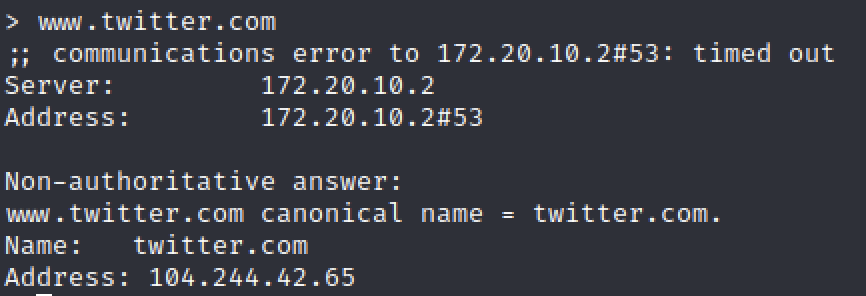 > www.twitter.com
;; communications error to 172.20.10.2#53: timed out
Server:         172.20.10.2
Address:        172.20.10.2#53

Non-authoritative answer:
www.twitter.com canonical name = twitter.com.
Name:   twitter.com
Address: 104.244.42.65